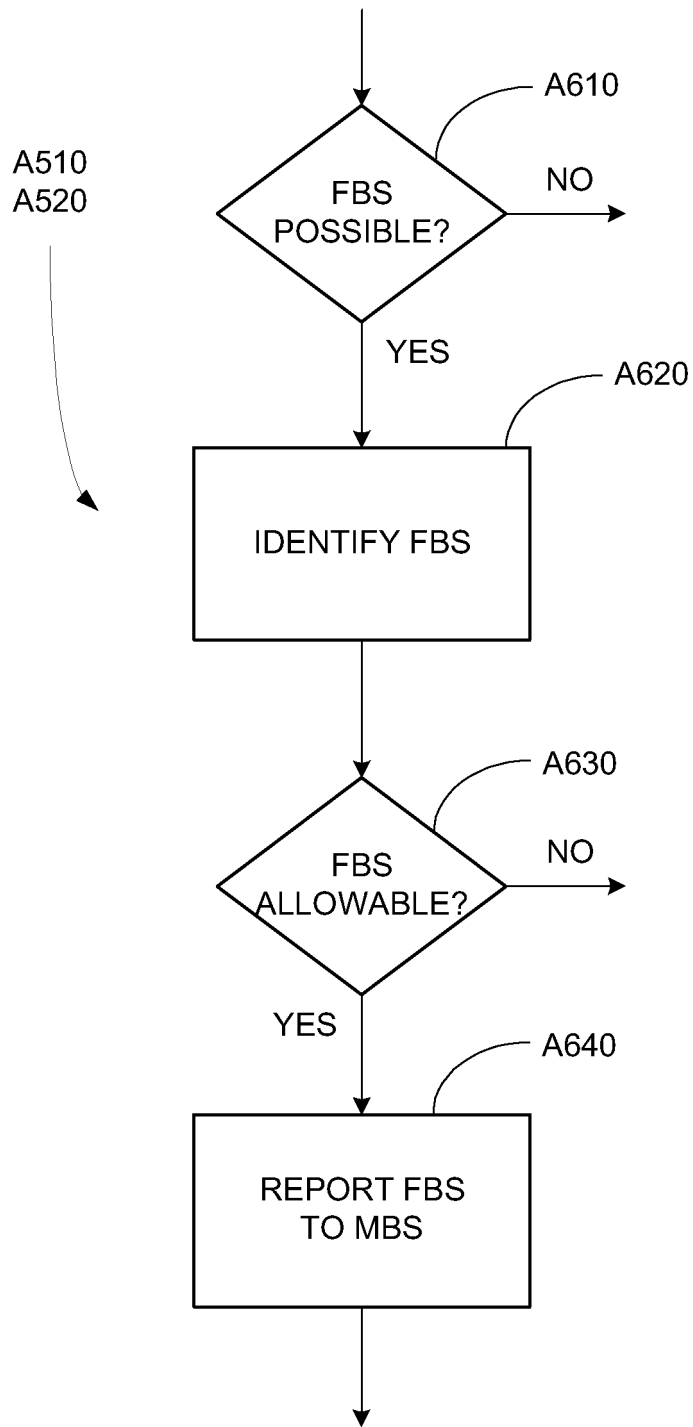 A610
A510
A520
FBS
POSSIBLE?
NO
YES
A620
IDENTIFY FBS
A630
FBS
ALLOWABLE?
NO
YES
A640
REPORT FBS
TO MBS